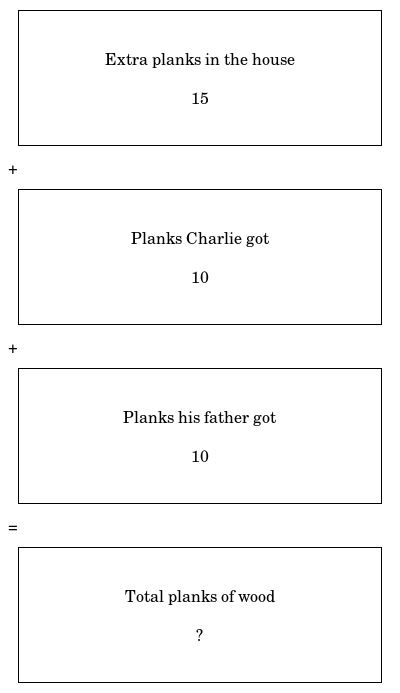 Extra planks in the house
15
+
Planks Charlie got
10
+
Planks his father got
10
=
Total planks of wood
?